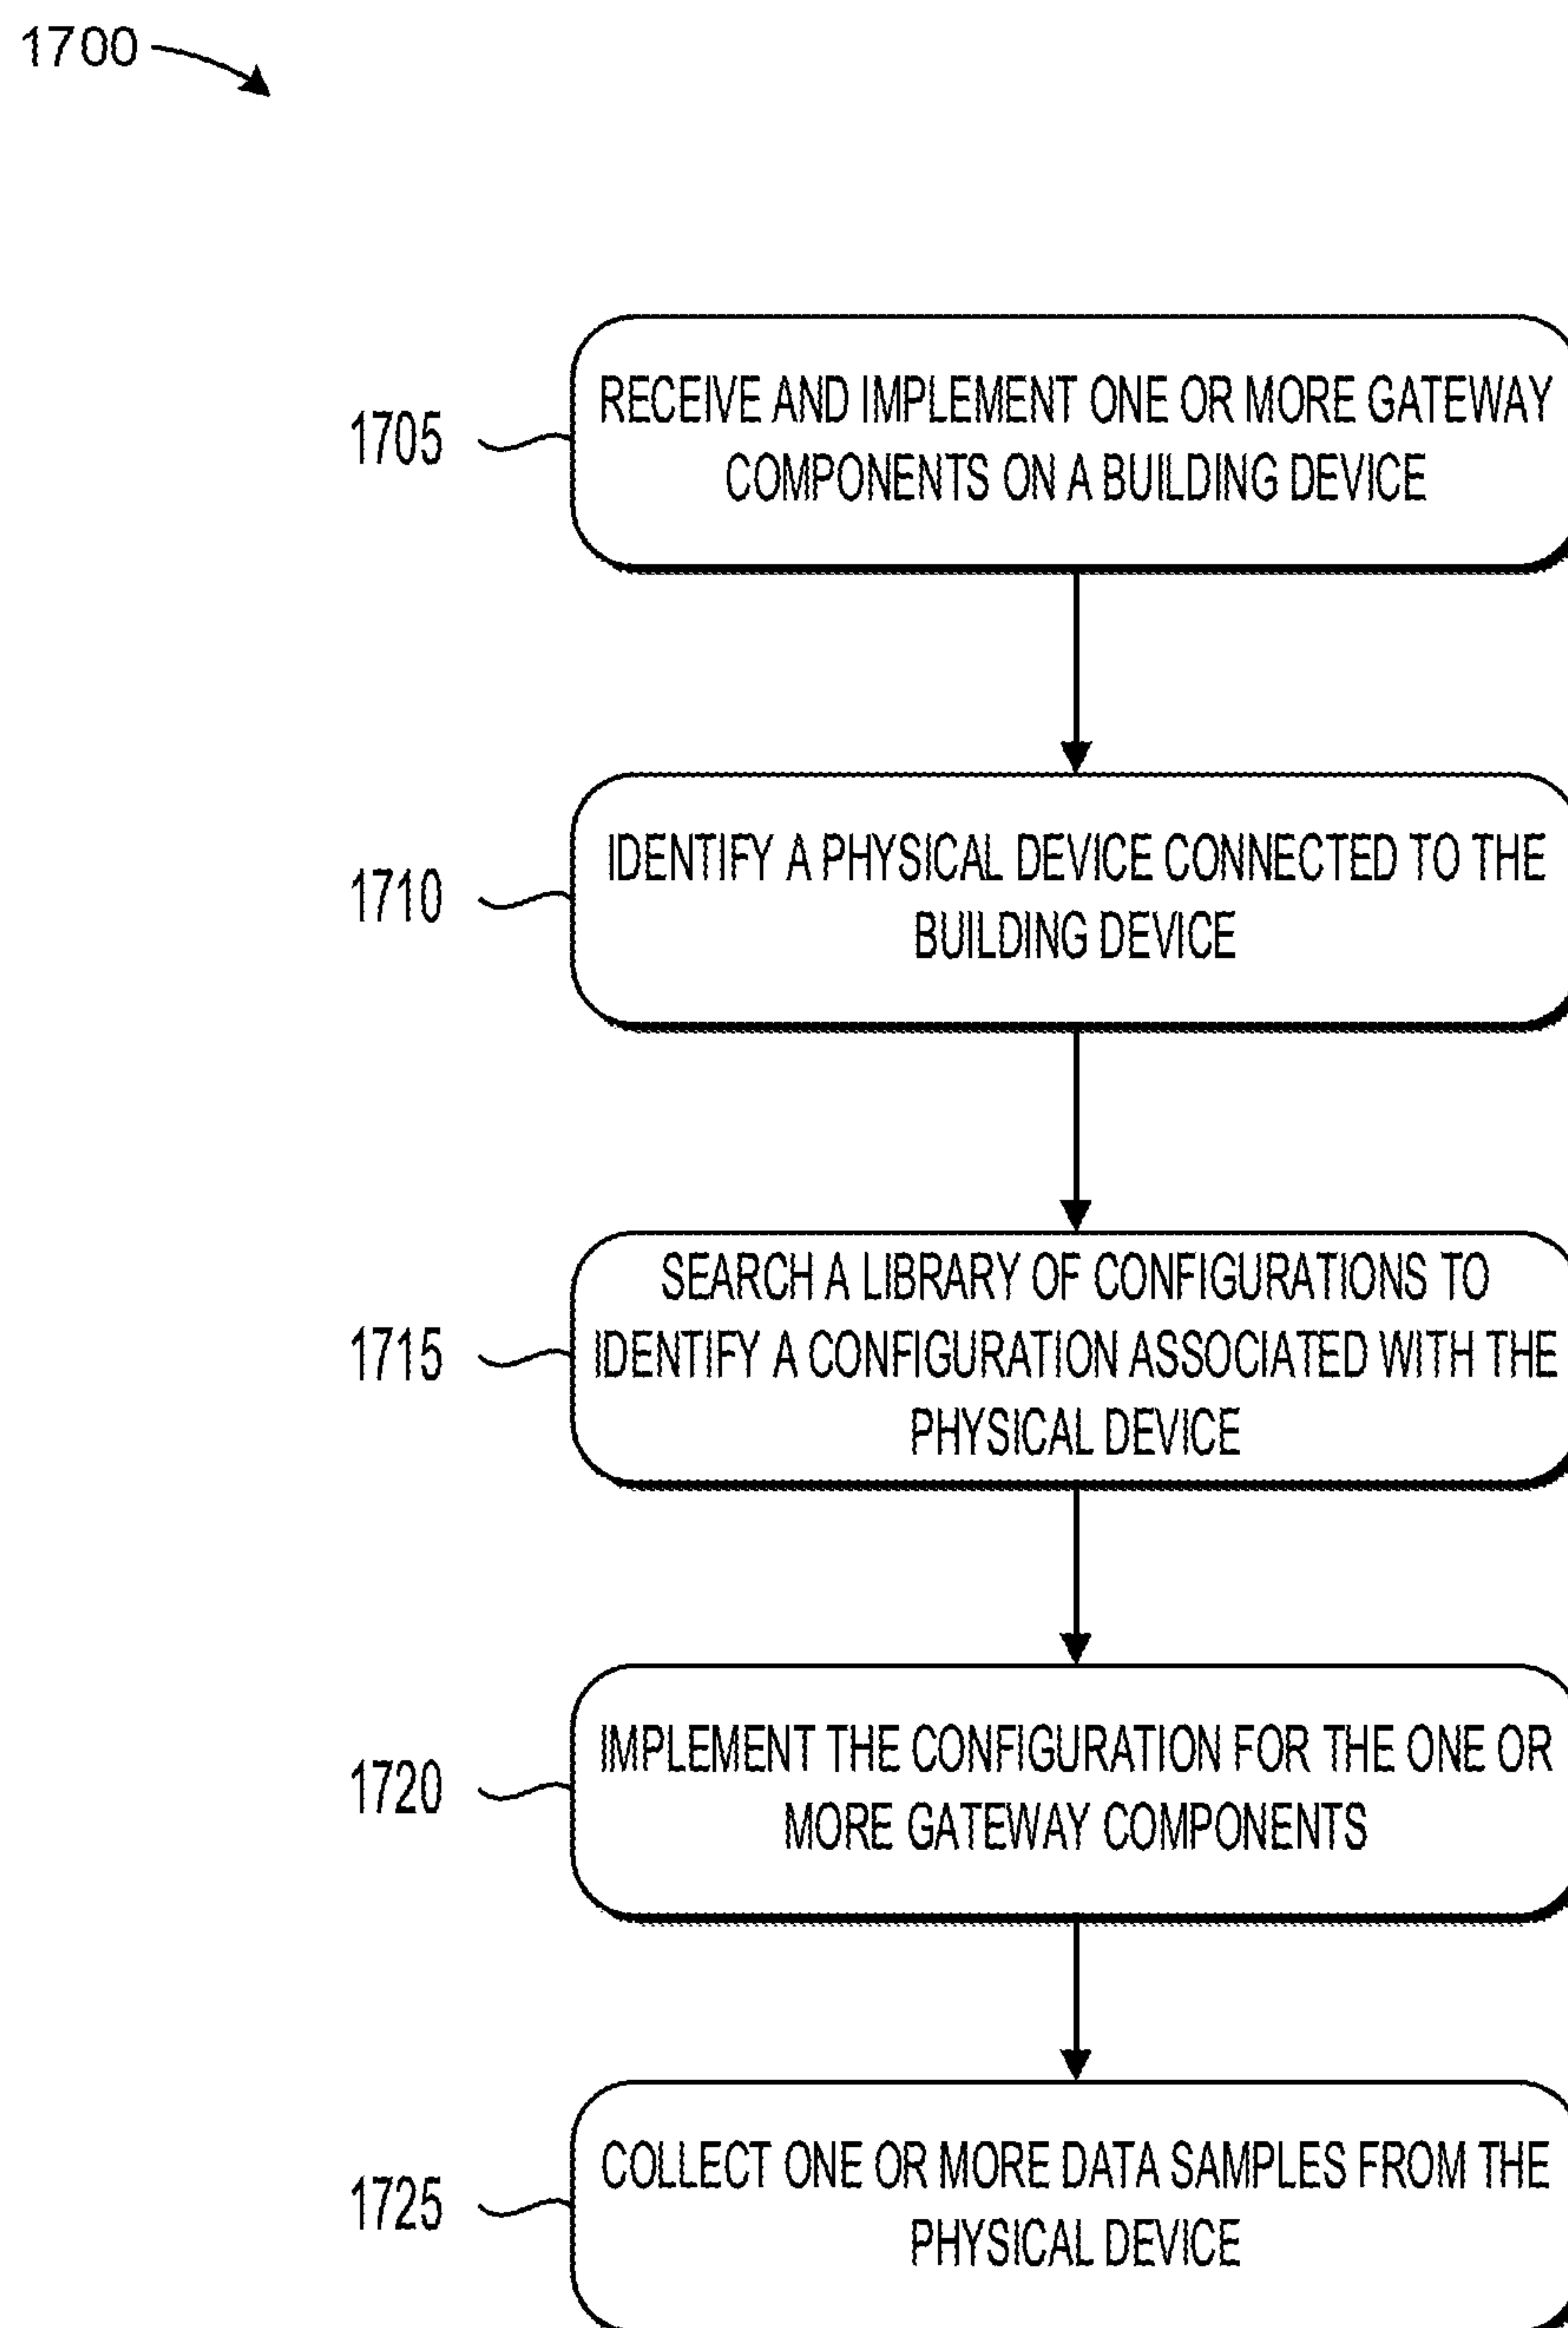 1700
RECEIVE AND IMPLEMENT ONE OR MORE GATEWAY
COMPONENTS ON A BUILDING DEVICE
1705
IDENTIFY A PHYSICAL DEVICE CONNECTED TO THE
BUILDING DEVICE
1710
SEARCH A LIBRARY OF CONFIGURATIONS TO
IDENTIFY A CONFIGURATION ASSOCIATED WITH THE
PHYSICAL DEVICE
1715
IMPLEMENT THE CONFIGURATION FOR THE ONE OR
MORE GATEWAY COMPONENTS
1720
COLLECT ONE OR MORE DATA SAMPLES FROM THE
PHYSICAL DEVICE
1725